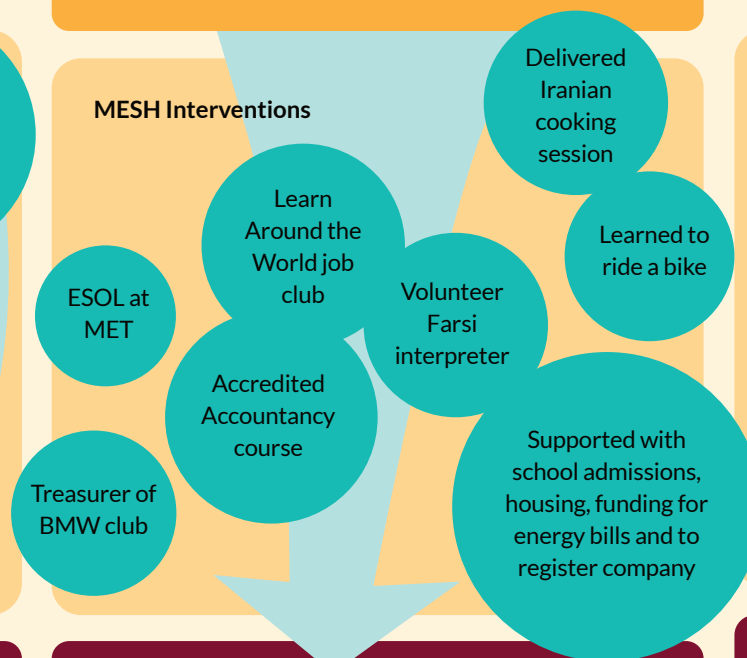 MESH Interventions
Delivered
Iranian
cooking
session
Learn
Around the
World job
club
Learned to
ride a bike
ESOL at
MET
Volunteer
Farsi
interpreter
Accredited
Accountancy
course
Treasurer of
BMW club
Supported with
school admissions,
housing, funding for
energy bills and to
register company